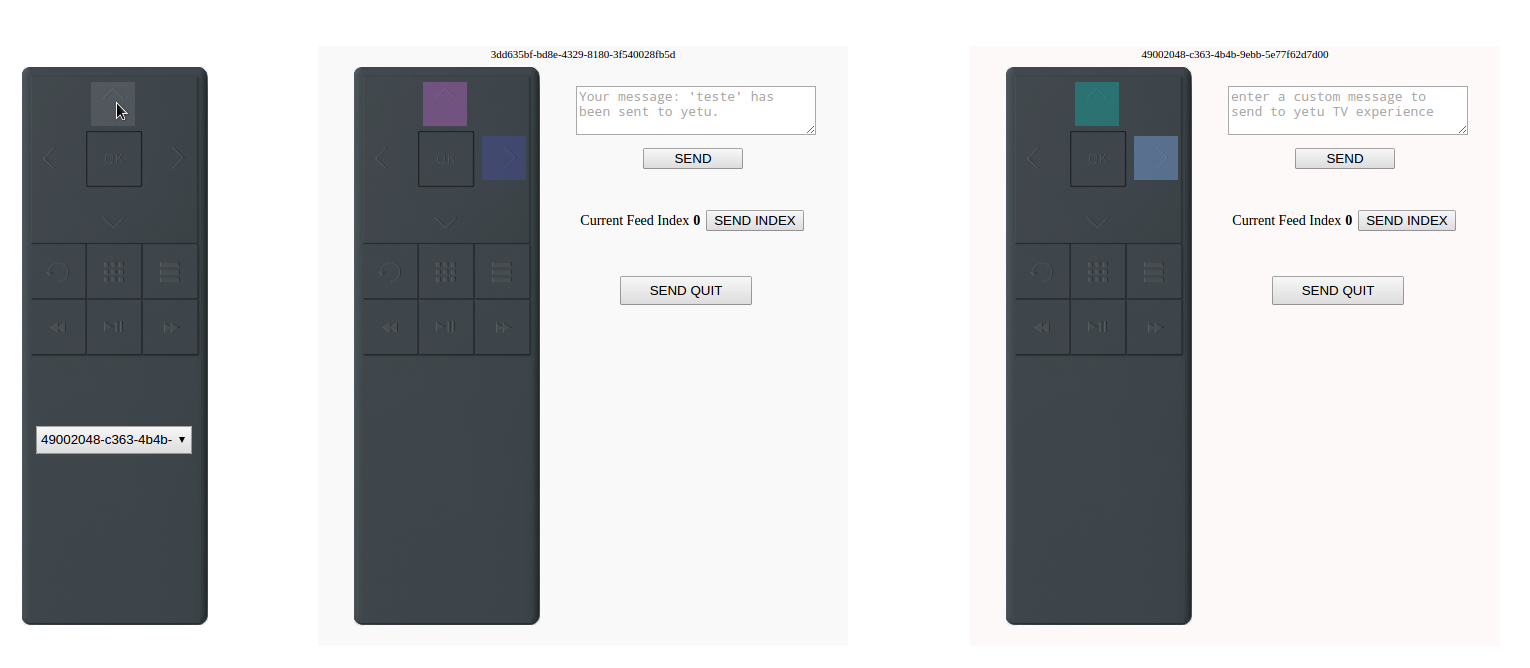 OK
49002048-c363-4b4b-
3dd635bf-bd8e-4329-8180-3f540028fb5d
OK
Your message: 'teste' has
been sent to yetu.
SEND
Current Feed Index 0 SEND INDEX
SEND QUIT
49002048-c363-4b4b-9ebb-5e77f62d7d00
OK
enter a custom message to
send to yetu TV experience
SEND
Current Feed Index 0 SEND INDEX
SEND QUIT